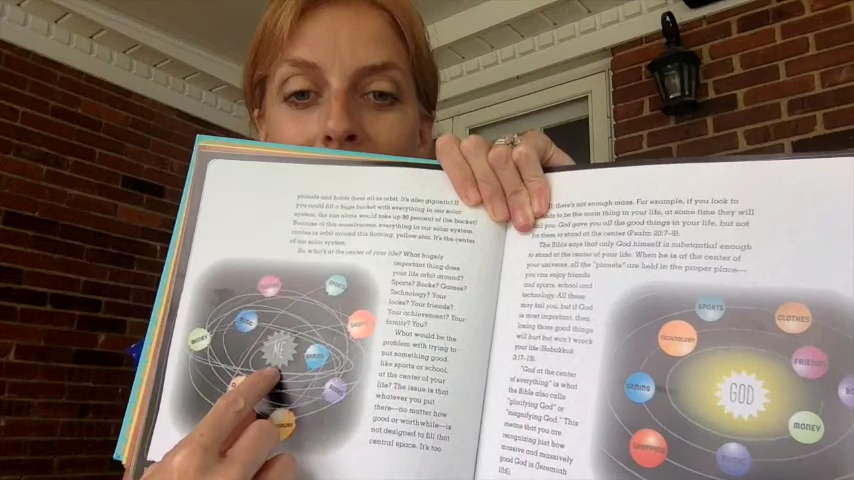 planets and holds them all in orbit. It's also gigantic! If
you could fill a huge bucket with everything in our solar
system, the sun alone would take up 98 percent of the bucket!
Because of this massiveness, everything in our solar system
revolves in orbit around this flaming, yellow star. It's the center
of our solar system.
So, who's at the center of your life? What hugely
important thing does
your life orbit around?
Sports? Books? Games?
Technology? Your
looks? Your friends?
Your achievement? Your
family? You?
What would be the
problem with trying to
put something good
like sports or school,
at the center of your
life? The issue is that
whatever you put
there—no matter how
good or worthwhile—is
not designed to fill that
central space. It's too
SPORTS
MUSIC
MONEY
ME
GAMING
small; there's not enough mass. For example, if you look to
to be the main thing in your life, at some time they will
fail you. God gave you all the good things in your life, but not
for them to stand at the center (Psalm 20:7–8).
The Bible says that only God himself is substantial enough
to stand at the center of your universe. When he is at the center of
your universe, all the "planets" are held in the proper place—
you can enjoy friends
and sports, school and
technology. All these
may fail you, but if God
is most important, then
losing those good things
will hurt but won't wreck
you (Habakkuk
3:17–18).
"God at the center
of everything" is what
the Bible also calls
"glorifying God" or
"magnifying God." This
means that you are
recognizing just how
massive and massively
good God is (Jeremiah
10:6).
SPORTS
CLOTHES
TECHNOLOGY
FRIENDS
GAMING
GOD
MONEY
SHOPPING
MUSIC